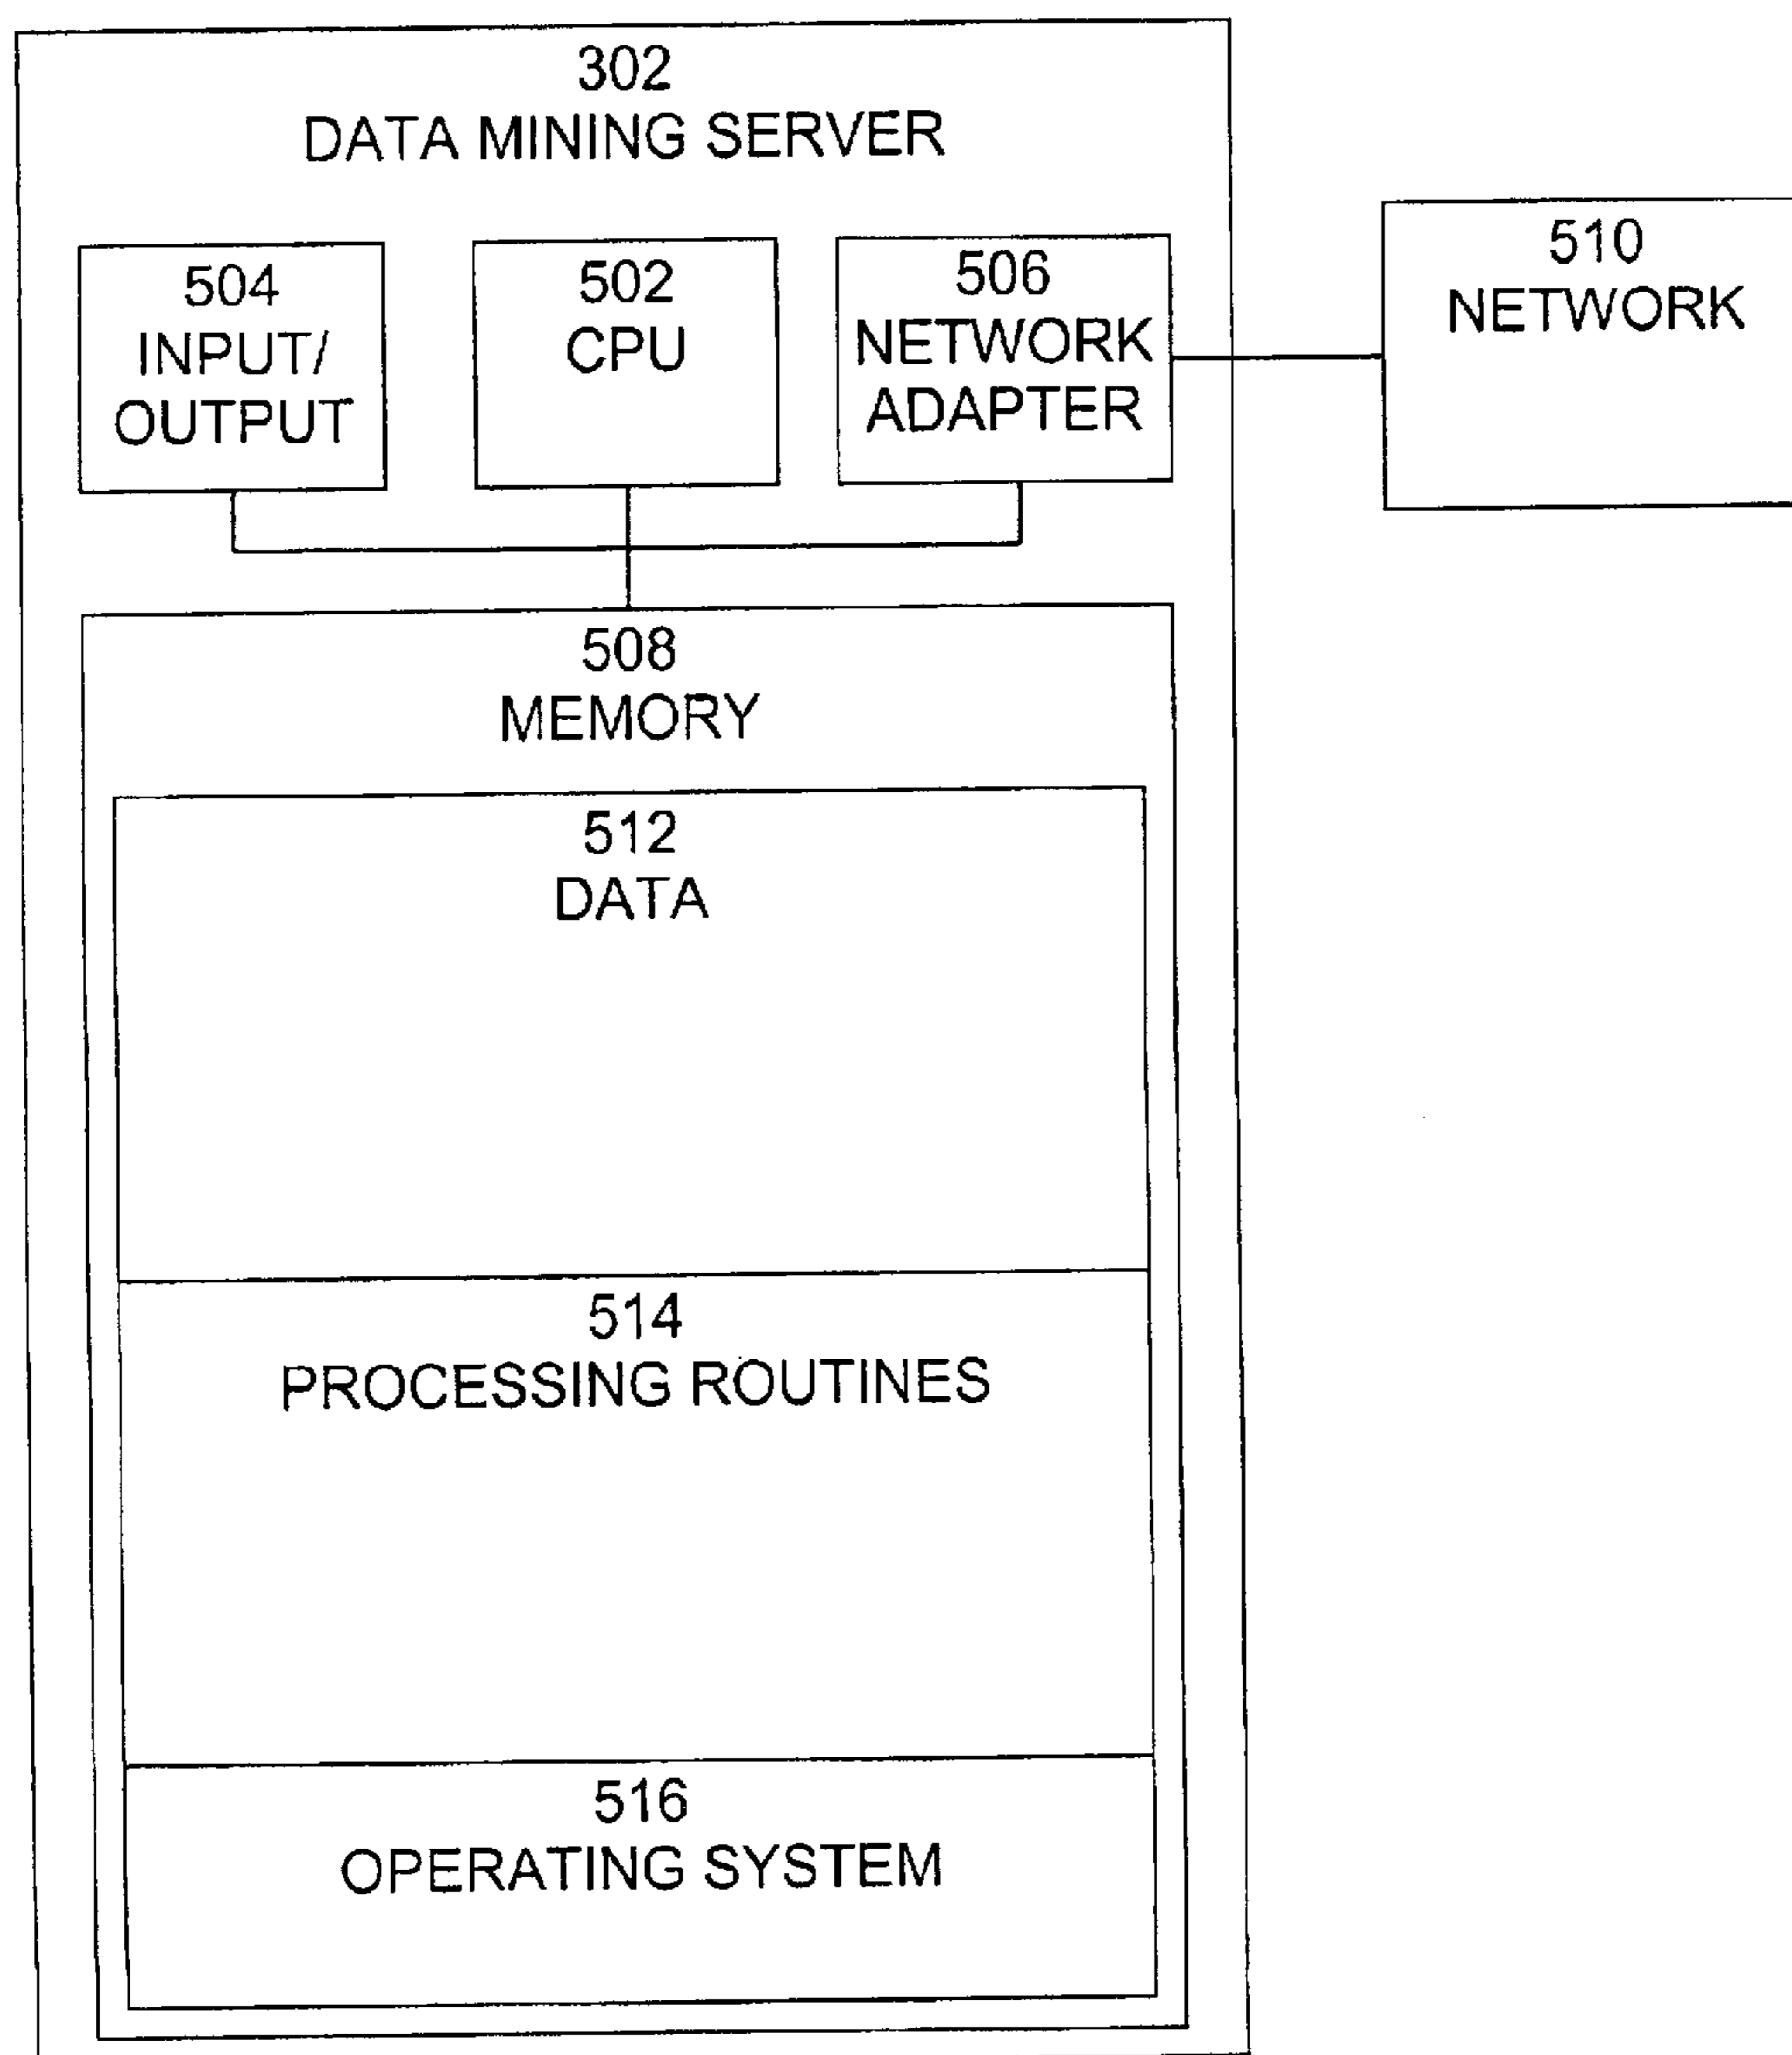 302
DATA MINING SERVER
504
INPUT/
OUTPUT
502
CPU
506
NETWORK
ADAPTER
510
NETWORK
508
MEMORY
512
DATA
514
PROCESSING ROUTINES
516
OPERATING SYSTEM